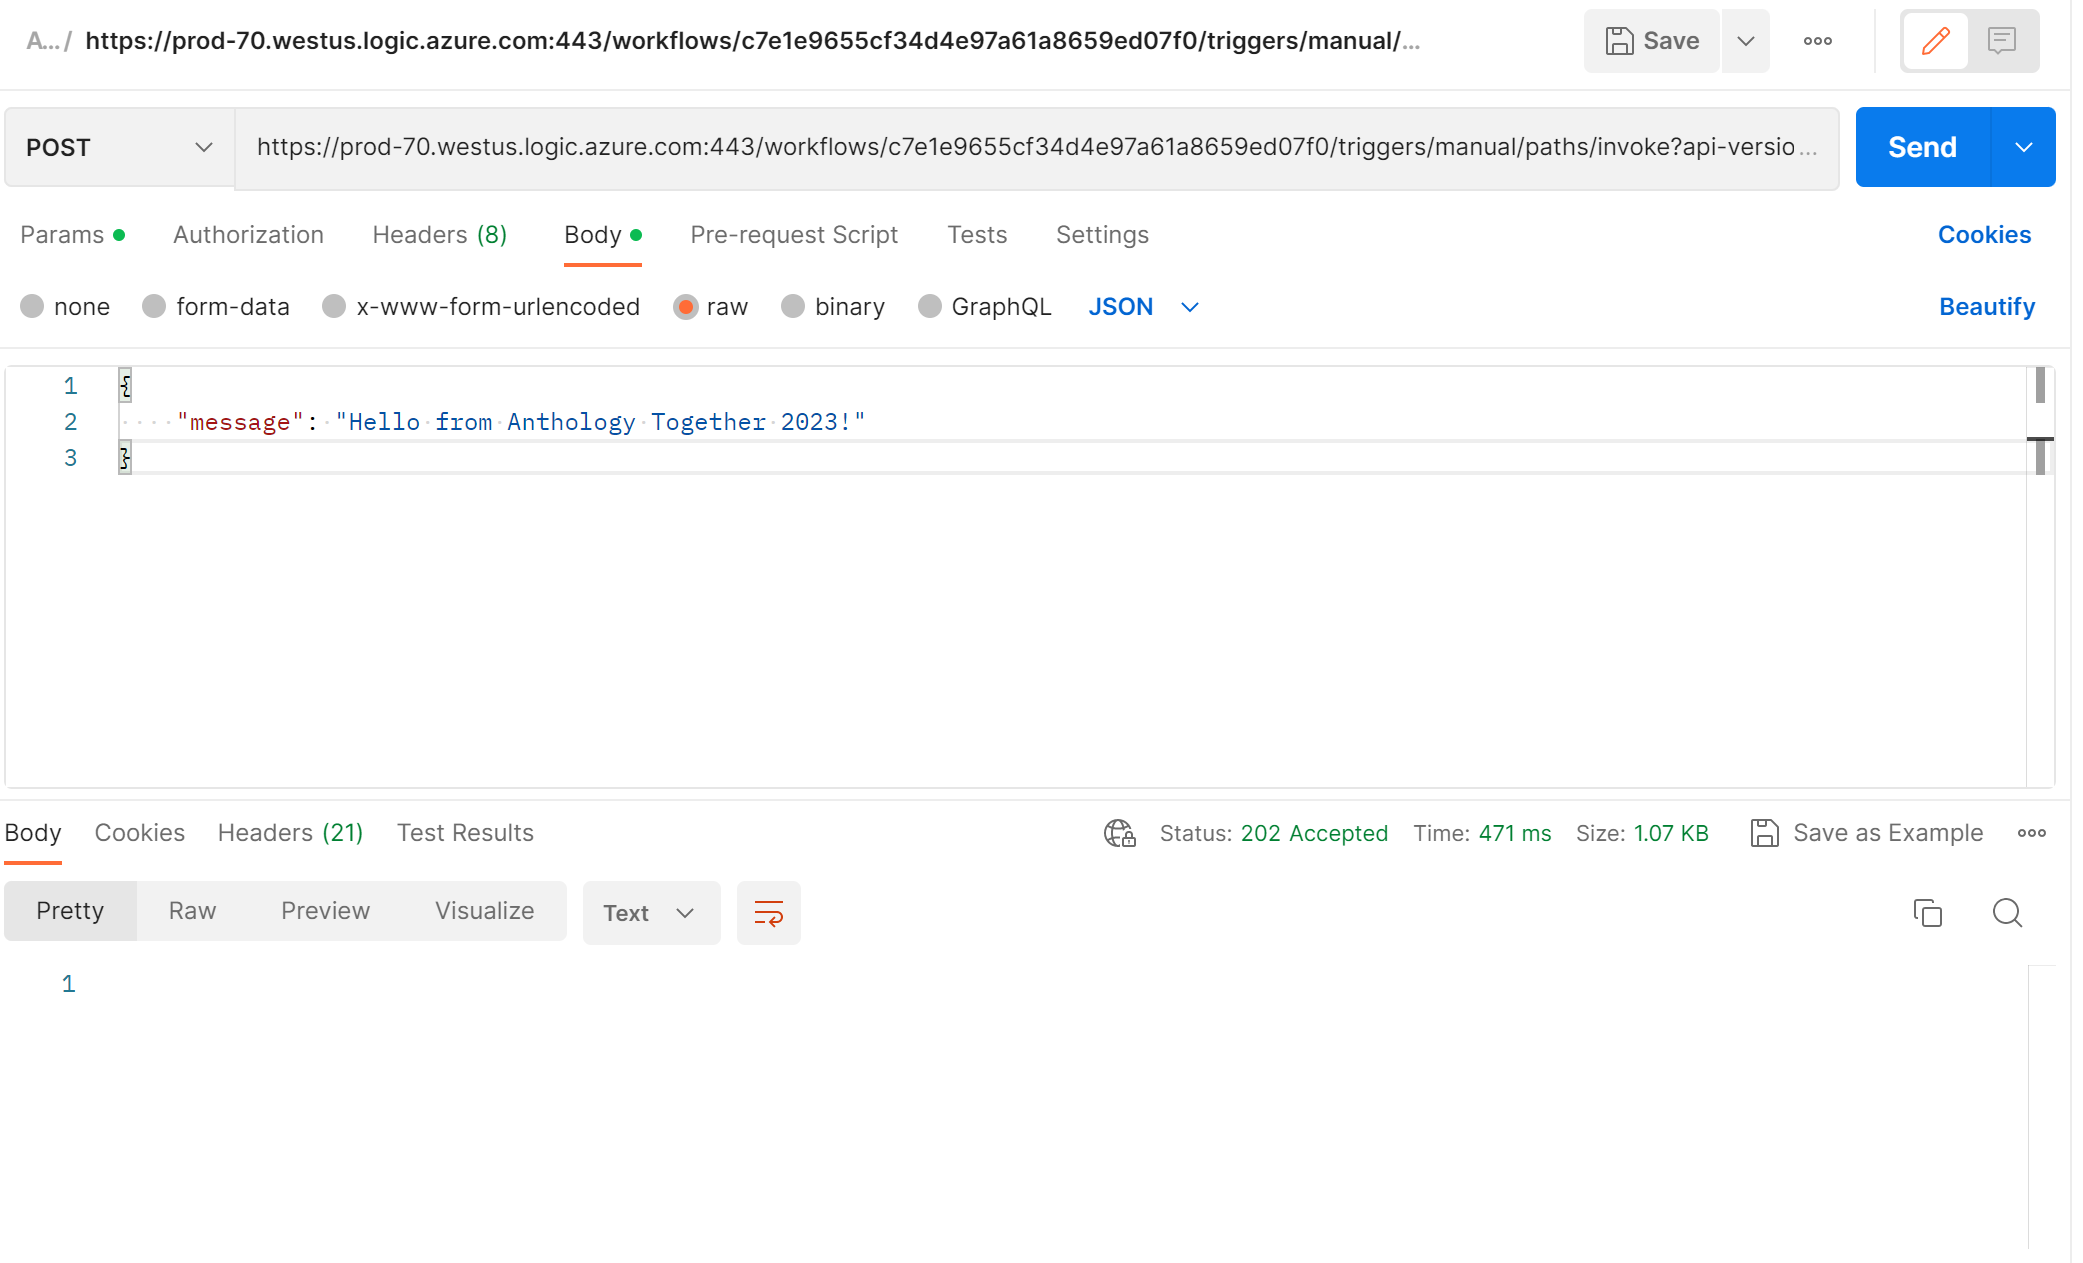 A... / https://prod-70.westus.logic.azure.com:443/workflows/c7e1e9655cf34d4e97a61a8659ed07f0/triggers/manual/... Save
POST https://prod-70.westus.logic.azure.com:443/workflows/c7e1e9655cf34d4e97a61a8659ed07f0/triggers/manual/paths/invoke?api-versio... Send
Params Authorization Headers (8) Body Pre-request Script Tests Settings Cookies
none form-data x-www-form-urlencoded raw binary GraphQL JSON Beautify
1 {
2 "message": "Hello from Anthology Together 2023!"
3 }
Body Cookies Headers (21) Test Results Status: 202 Accepted Time: 471 ms Size: 1.07 KB Save as Example
Pretty Raw Preview Visualize Text
1